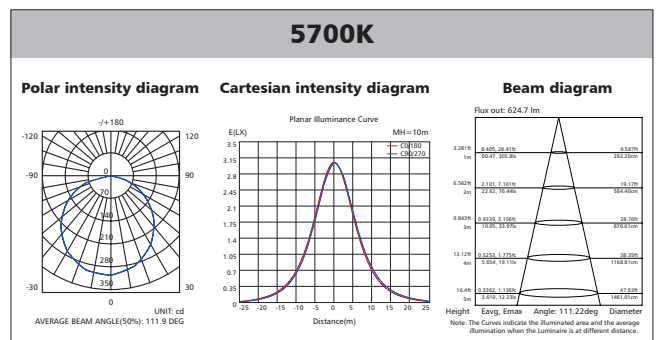 5700K
Polar intensity diagram
Cartesian intensity diagram
Beam diagram
-/+180
-120
120
-90
90
0
70
140
210
280
350
-30
30
0
UNIT: cd
AVERAGE BEAM ANGLE(50%): 111.9 DEG
Planar Illuminance Curve
E(LX)
MH=10m
C0/180
C90/270
3.5
3.15
2.8
2.45
2.1
1.75
1.4
1.05
0.7
0.35
0
-25 -20 -15 -10 -5 0 5 10 15 20 25
Distance(m)
Flux out: 624.7 lm
3.281ft 8.405, 28.41fc 9.587ft
1m 90.47, 305.8lx 292.20cm
6.562ft 2.101, 7.101fc 19.17ft
2m 22.62, 76.44lx 584.40cm
9.843ft 0.9339, 3.156fc 28.76ft
3m 10.05, 33.97lx 876.61cm
13.12ft 0.5253, 1.775fc 38.35ft
4m 5.654, 19.11lx 1168.81cm
16.4ft 0.3362, 1.136fc 47.93ft
5m 3.619, 12.23lx 1461.01cm
Height Eavg, Emax Angle: 111.22deg Diameter
Note: The Curves indicate the illuminated area and the average
illumination when the Luminaire is at different distance.